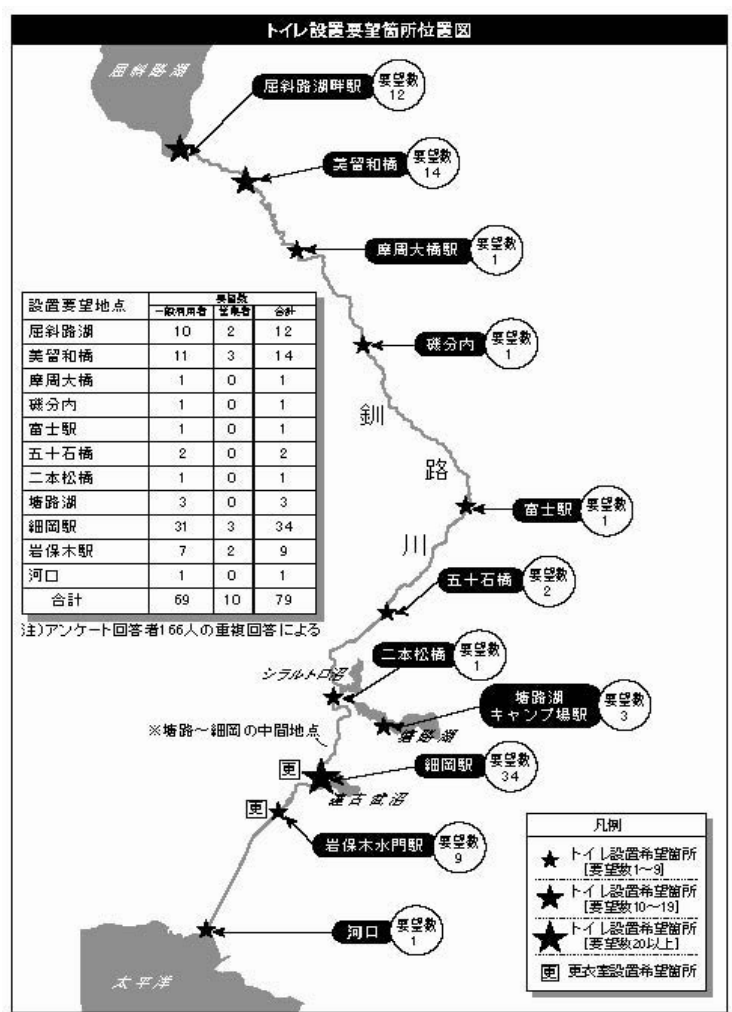 トイレ設置要望箇所位置図
屈斜路湖
屈斜路湖畔駅
要望数
12
美留和橋
要望数
14
摩周大橋駅
要望数
1
設置要望地点
要望数
一般利用者 営業者 合計
屈斜路湖 10 2 12
美留和橋 11 3 14
摩周大橋 1 0 1
磯分内 1 0 1
富士駅 1 0 1
五十石橋 2 0 2
二本松橋 1 0 1
塘路湖 3 0 3
細岡駅 31 3 34
岩保木駅 7 2 9
河口 1 0 1
合計 69 10 79
注)アンケート回答者166人の重複回答による
磯分内
要望数
1
釧
路
川
富士駅
要望数
1
五十石橋
要望数
2
シラルトロ沼
二本松橋
要望数
1
塘路湖
キャンプ場駅
要望数
3
塘路湖
※塘路～細岡の中間地点
更
細岡駅
要望数
34
達古武沼
更
岩保木水門駅
要望数
9
河口
要望数
1
太平洋
凡例
トイレ設置希望箇所
[要望数1～9]
トイレ設置希望箇所
[要望数10～19]
トイレ設置希望箇所
[要望数20以上]
更 更衣室設置希望箇所